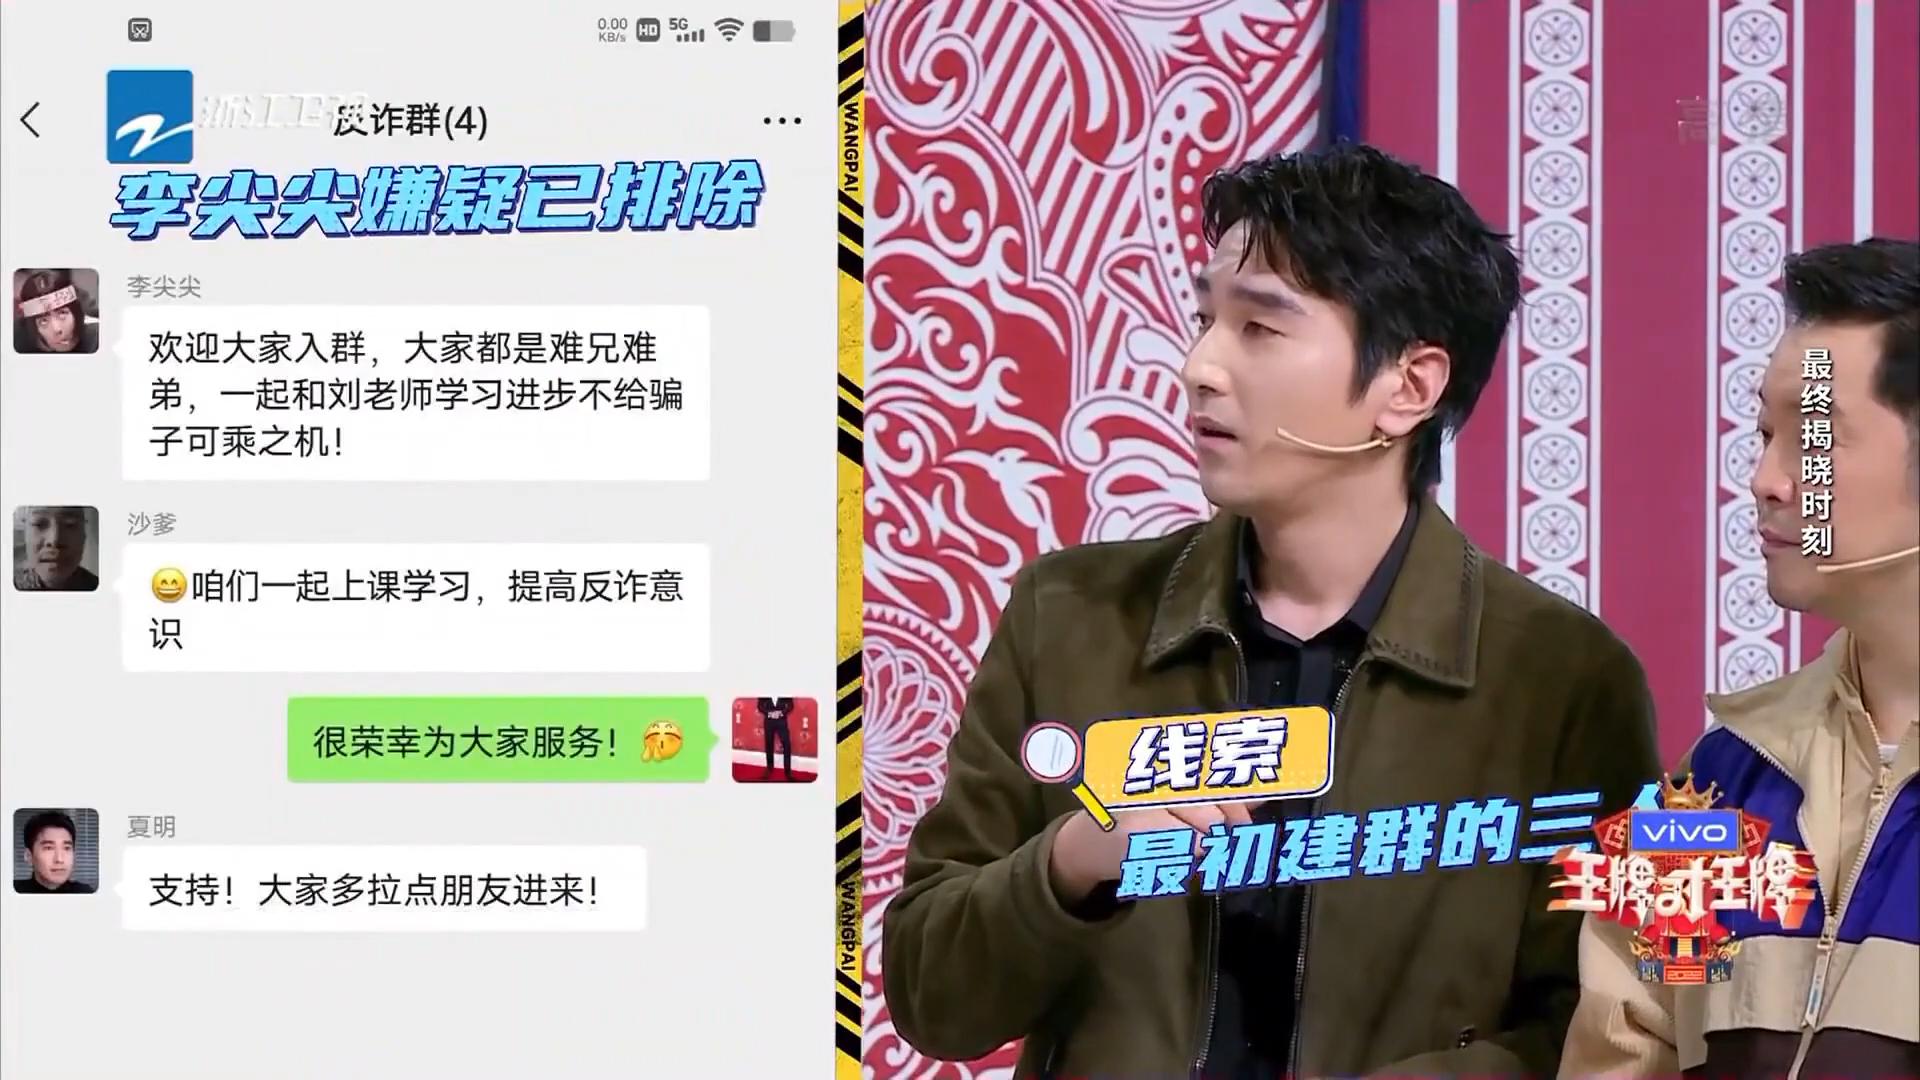 0.00
KB/s
HD
5G
浙江卫视
反诈群(4)
李尖尖嫌疑已排除
李尖尖
欢迎大家入群，大家都是难兄难
弟，一起和刘老师学习进步不给骗
子可乘之机！
沙爹
😄咱们一起上课学习，提高反诈意
识
很荣幸为大家服务！
夏明
支持！大家多拉点朋友进来！
WANGPAI
WANGPAI
最终揭晓时刻
线索
最初建群的三
vivo
王牌对王牌
2022